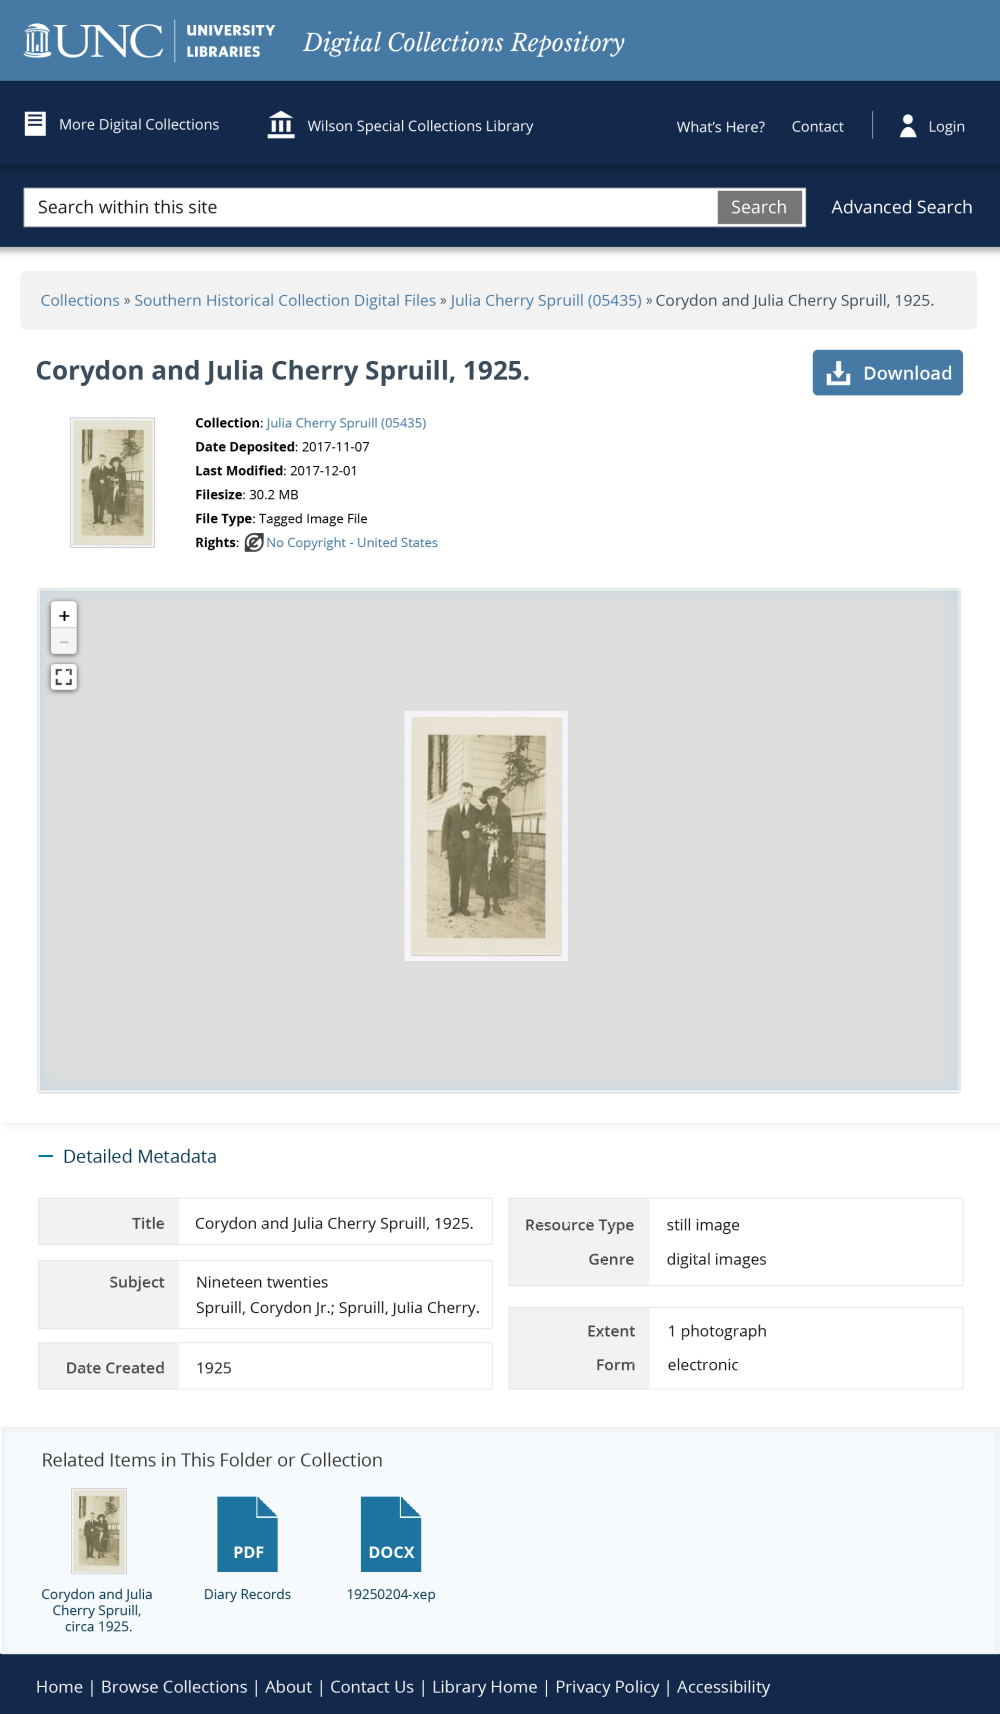 UNC
UNIVERSITY
LIBRARIES
Digital Collections Repository
More Digital Collections
Wilson Special Collections Library
What's Here?
Contact
Login
Search within this site
Search
Advanced Search
Collections » Southern Historical Collection Digital Files » Julia Cherry Spruill (05435) » Corydon and Julia Cherry Spruill, 1925.
Corydon and Julia Cherry Spruill, 1925.
Download
Collection: Julia Cherry Spruill (05435)
Date Deposited: 2017-11-07
Last Modified: 2017-12-01
Filesize: 30.2 MB
File Type: Tagged Image File
Rights: No Copyright - United States
+
−
— Detailed Metadata
Title Corydon and Julia Cherry Spruill, 1925.
Subject Nineteen twenties
Spruill, Corydon Jr.; Spruill, Julia Cherry.
Date Created 1925
Resource Type still image
Genre digital images
Extent 1 photograph
Form electronic
Related Items in This Folder or Collection
PDF
DOCX
Corydon and Julia
Cherry Spruill,
circa 1925.
Diary Records
19250204-xep
Home | Browse Collections | About | Contact Us | Library Home | Privacy Policy | Accessibility